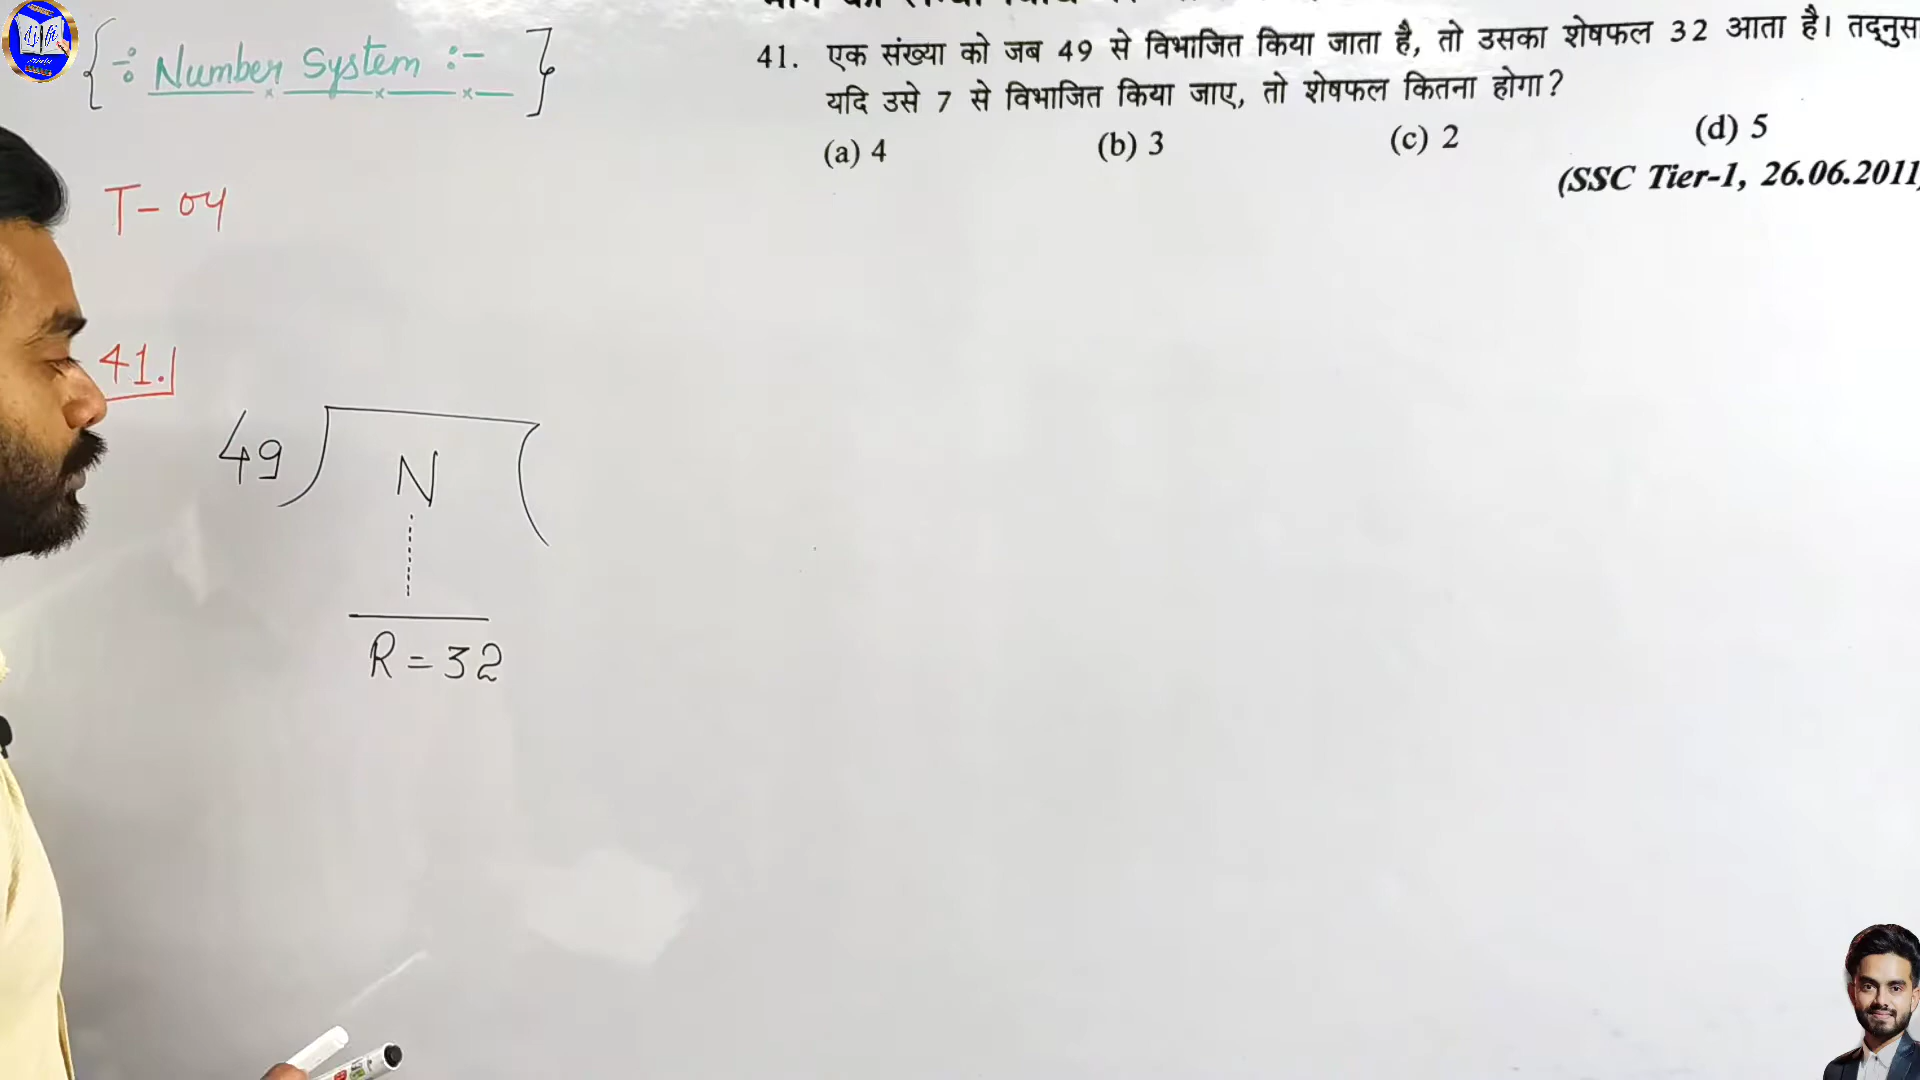 ÷ Number System :-
T- 04
41. एक संख्या को जब 49 से विभाजित किया जाता है, तो उसका शेषफल 32 आता है। तद्नुसा
यदि उसे 7 से विभाजित किया जाए, तो शेषफल कितना होगा?
(a) 4 (b) 3 (c) 2 (d) 5
(SSC Tier-1, 26.06.2011)
41.
49 N
R = 32